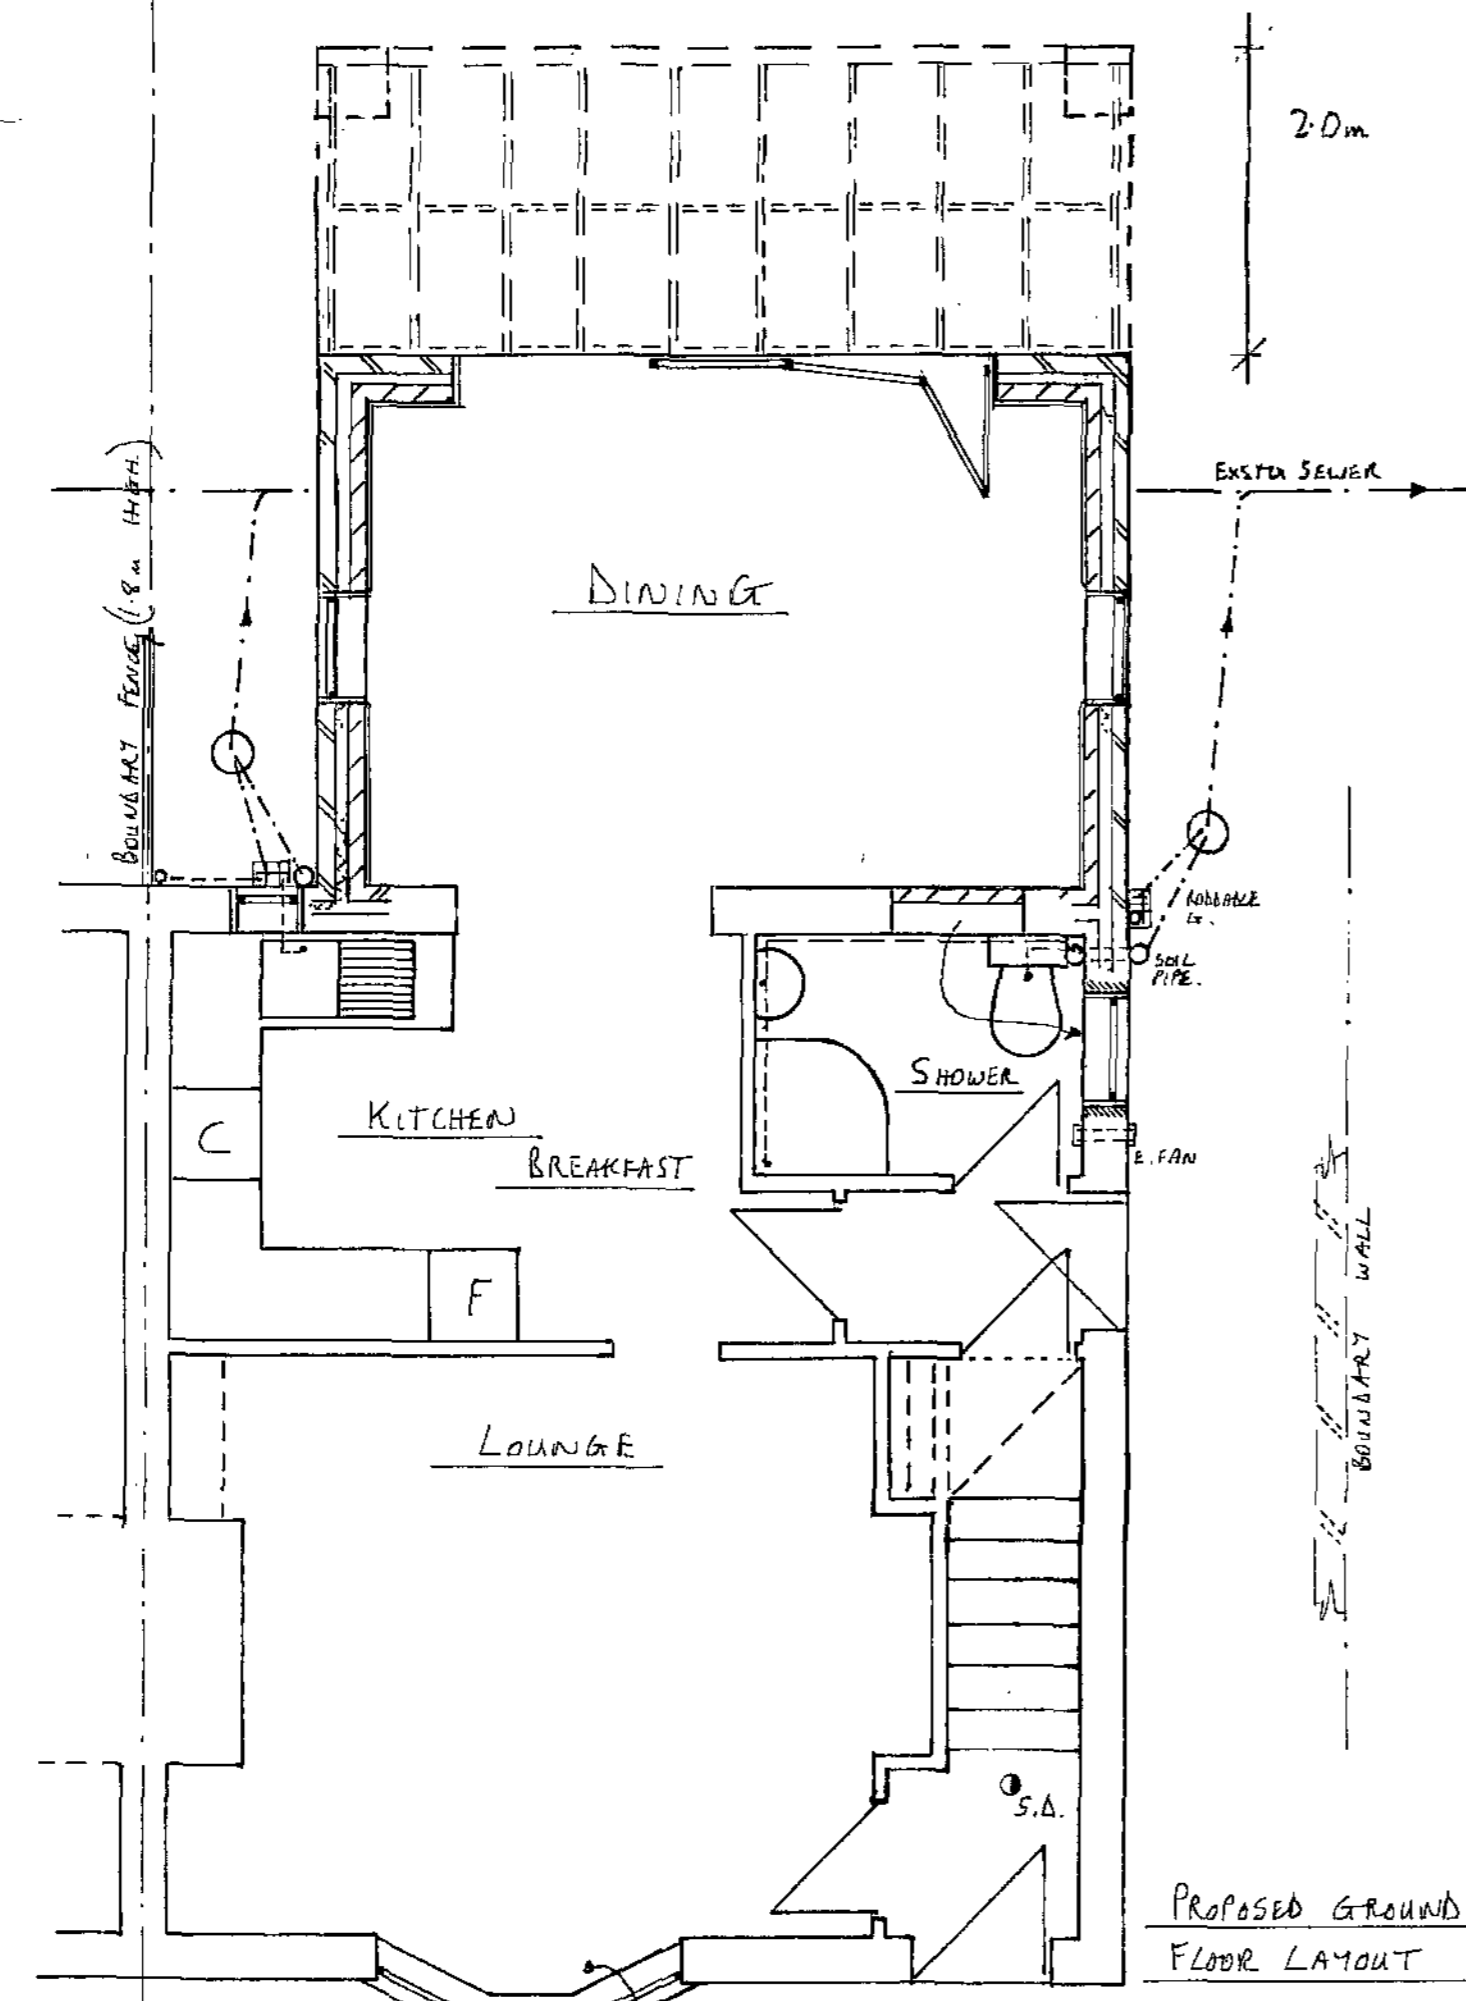 2.0m
EXSTG SEWER
BOUNDARY FENCE (1.8m HIGH)
DINING
RODDABLE
G.
SOIL
PIPE.
SHOWER
KITCHEN
BREAKFAST
C
E. FAN
F
BOUNDARY WALL
LOUNGE
S.D.
PROPOSED GROUND
FLOOR LAYOUT